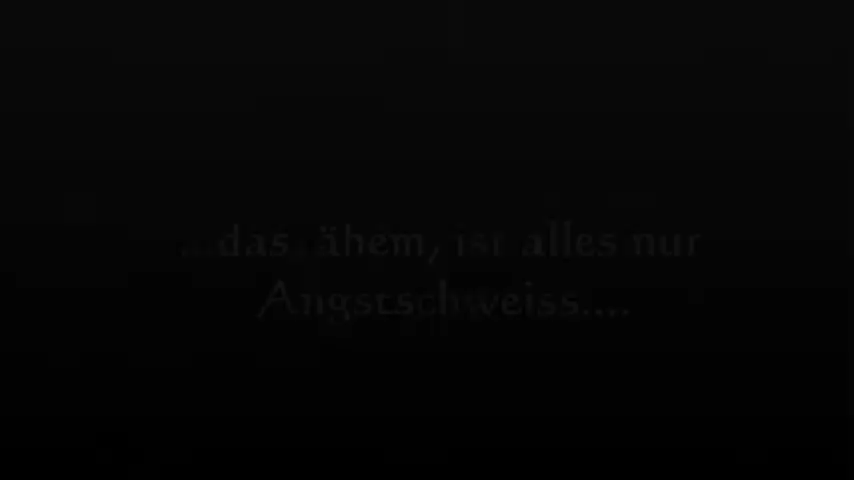 ...das, ähem, ist alles nur
Angstschweiss....